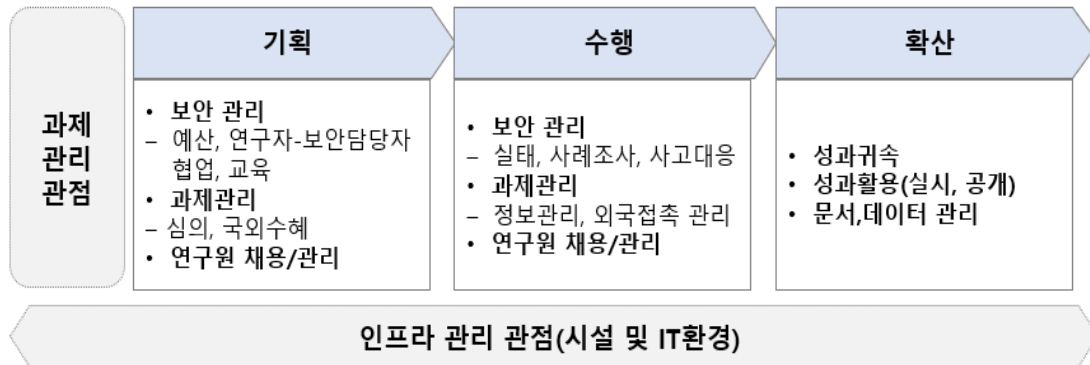 기획
수행
확산
과제
관리
관점
• 보안 관리
– 예산, 연구자-보안담당자
협업, 교육
• 과제관리
– 심의, 국외수혜
• 연구원 채용/관리
• 보안 관리
– 실태, 사례조사, 사고대응
• 과제관리
– 정보관리, 외국접촉 관리
• 연구원 채용/관리
• 성과귀속
• 성과활용(실시, 공개)
• 문서,데이터 관리
인프라 관리 관점(시설 및 IT환경)